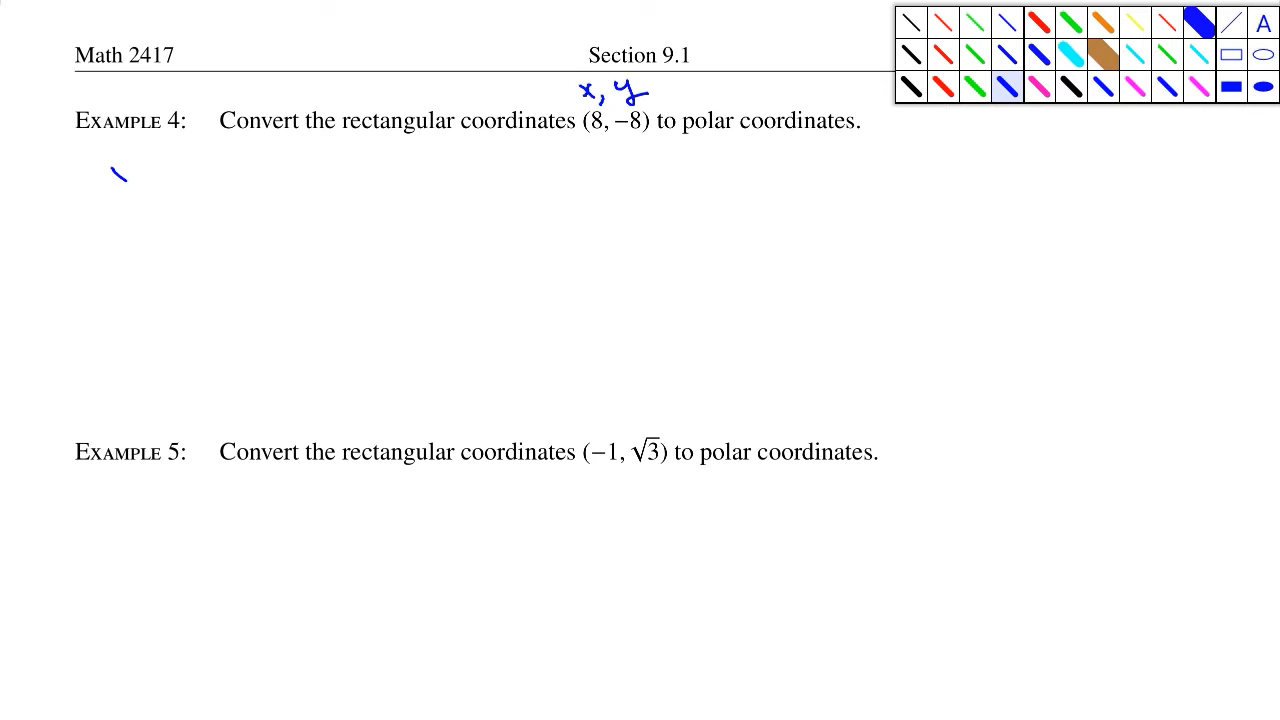 Math 2417 Section 9.1
x, y
EXAMPLE 4: Convert the rectangular coordinates (8, −8) to polar coordinates.
EXAMPLE 5: Convert the rectangular coordinates (−1, √3) to polar coordinates.
A